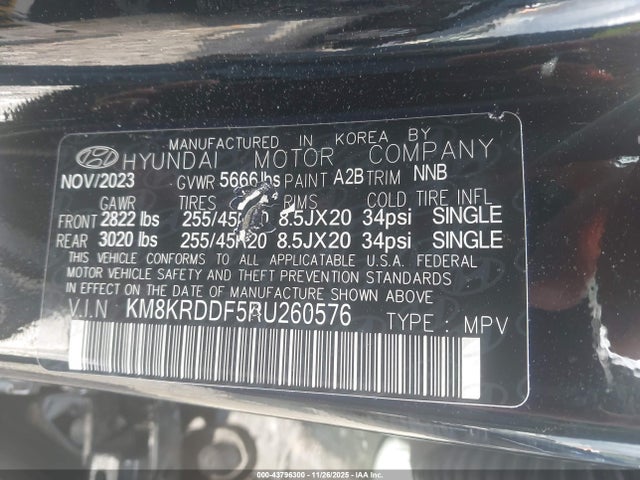 MANUFACTURED IN KOREA BY
HYUNDAI MOTOR COMPANY
NOV/2023 GVWR 5666lbs PAINT A2B TRIM NNB
GAWR TIRES RIMS COLD TIRE INFL
FRONT 2822 lbs 255/45R20 8.5JX20 34psi SINGLE
REAR 3020 lbs 255/45R20 8.5JX20 34psi SINGLE
THIS VEHICLE CONFORMS TO ALL APPLICABLE U.S.A. FEDERAL
MOTOR VEHICLE SAFETY AND THEFT PREVENTION STANDARDS
IN EFFECT ON THE DATE OF MANUFACTURE SHOWN ABOVE.
V.I.N KM8KRDDF5RU260576 TYPE : MPV
000-43796300 11/26/2025 IAA Inc. Copyright